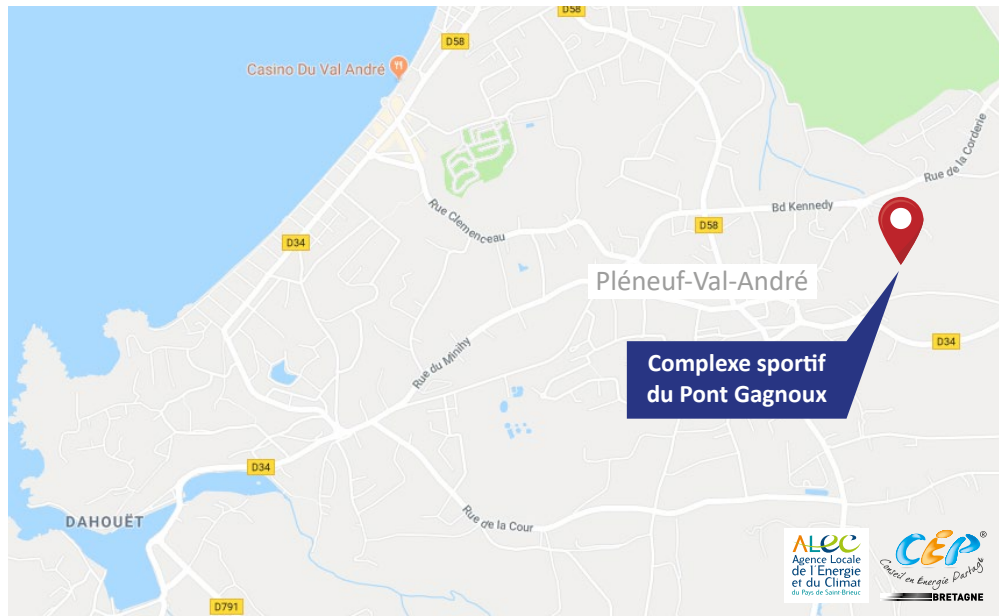 D58
D58
Casino Du Val André
Rue de la Corderie
Bd Kennedy
Rue Clemenceau
D58
D34
Pléneuf-Val-André
D34
Rue du Minihy
Complexe sportif
du Pont Gagnoux
D34
DAHOUËT
Rue de la Cour
ALEC
Agence Locale
de l'Energie
et du Climat
du Pays de Saint-Brieuc
CEP®
Conseil en Energie Partagé
BRETAGNE
D791